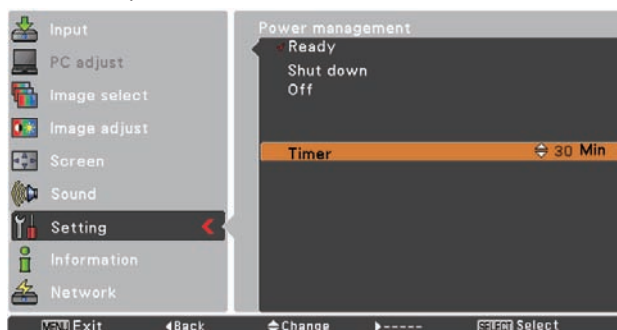 Input
PC adjust
Image select
Image adjust
Screen
Sound
Setting
Information
Network
Power management
Ready
Shut down
Off
Timer 30 Min
MENU Exit Back Change ----- SELECT Select